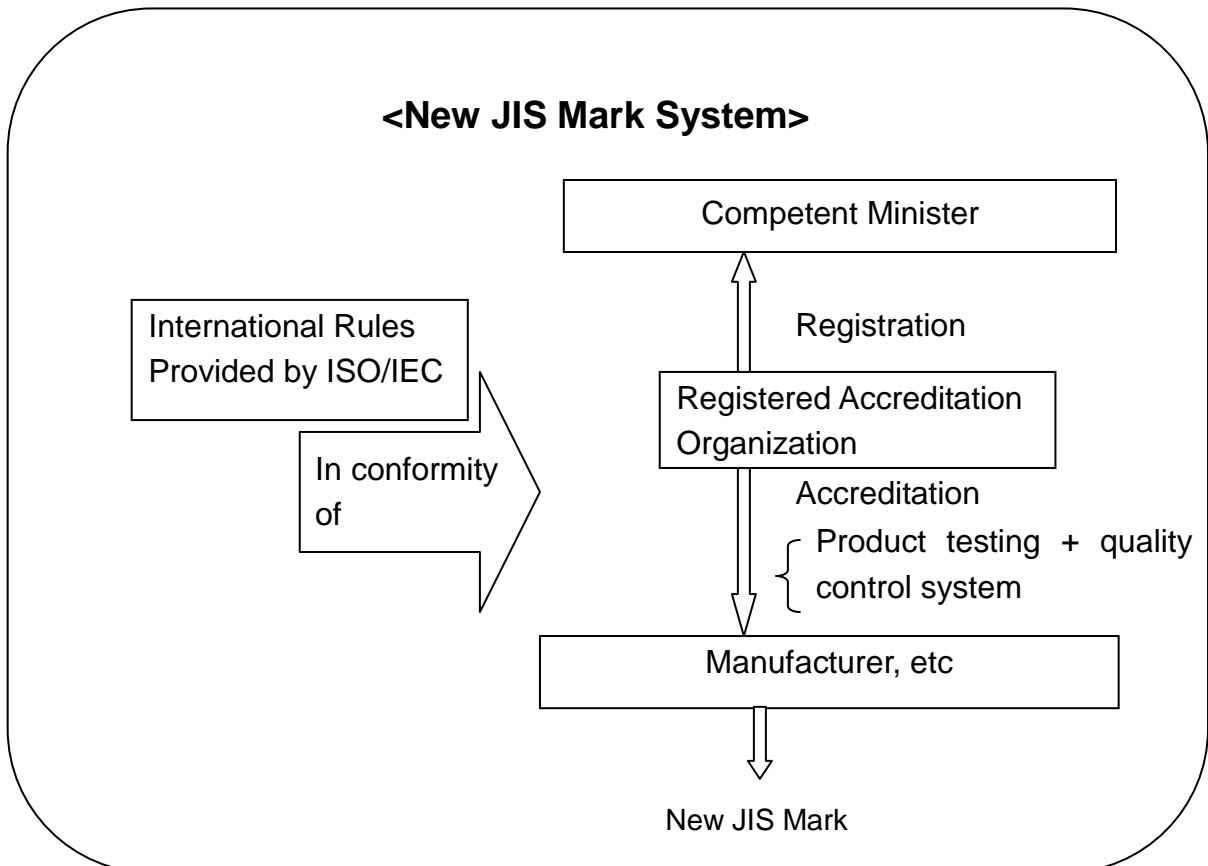 <New JIS Mark System>
Competent Minister
International Rules
Provided by ISO/IEC
Registration
Registered Accreditation
Organization
In conformity
of
Accreditation
Product testing + quality
control system
Manufacturer, etc
New JIS Mark